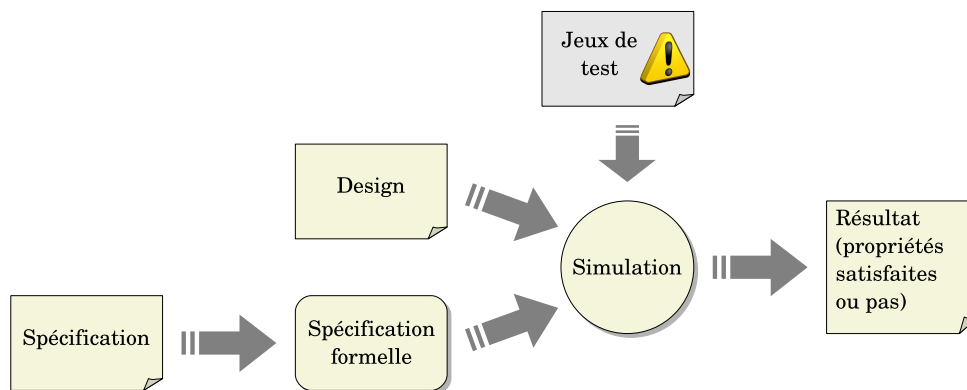 Jeux de
test
Design
Simulation
Résultat
(propriétés
satisfaites
ou pas)
Spécification
Spécification
formelle